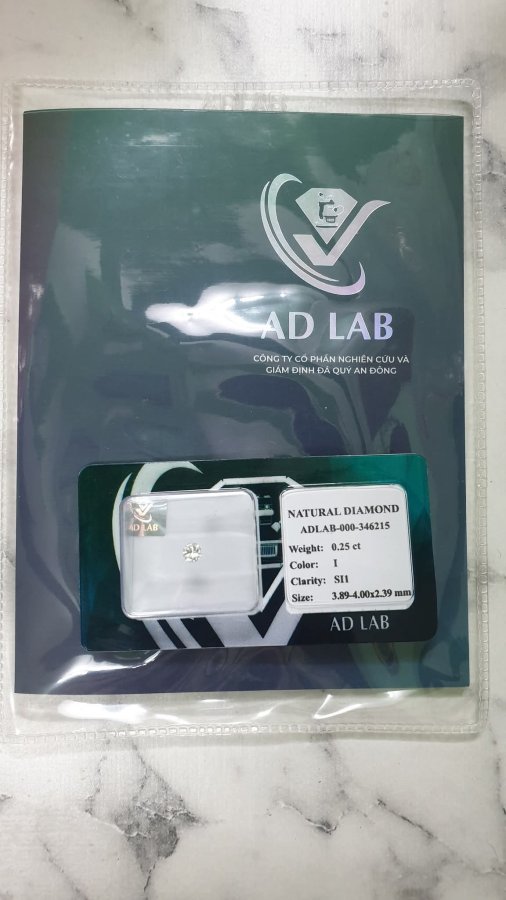 AD LAB
AD LAB
CÔNG TY CỔ PHẦN NGHIÊN CỨU VÀ
GIÁM ĐỊNH ĐÁ QUÝ AN ĐÔNG
AD LAB
NATURAL DIAMOND
ADLAB-000-346215
Weight: 0.25 ct
Color: I
Clarity: SI1
Size: 3.89-4.00x2.39 mm
AD LAB